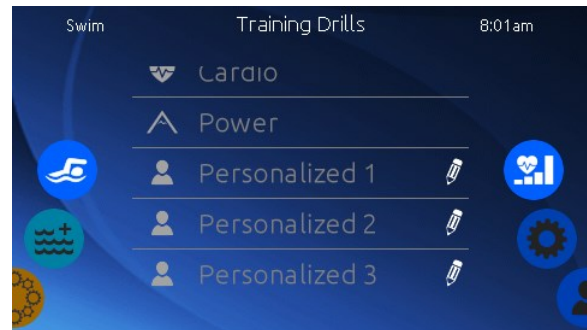 Swim Training Drills 8:01am
Cardio
Power
Personalized 1
Personalized 2
Personalized 3